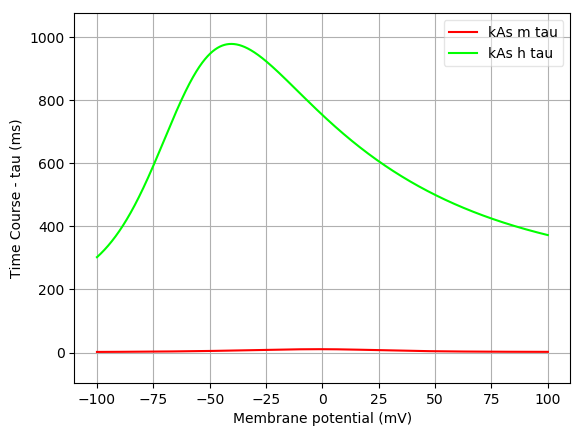 kAs m tau
kAs h tau
Time Course - tau (ms)
1000
800
600
400
200
0
−100 −75 −50 −25 0 25 50 75 100
Membrane potential (mV)